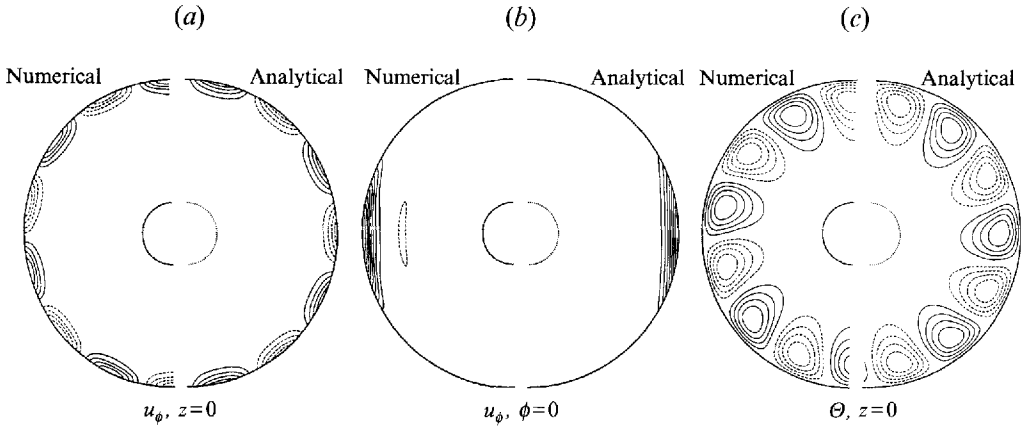 (a) (b) (c)
Numerical Analytical Numerical Analytical Numerical Analytical
u_ϕ, z=0 u_ϕ, ϕ=0 Θ, z=0